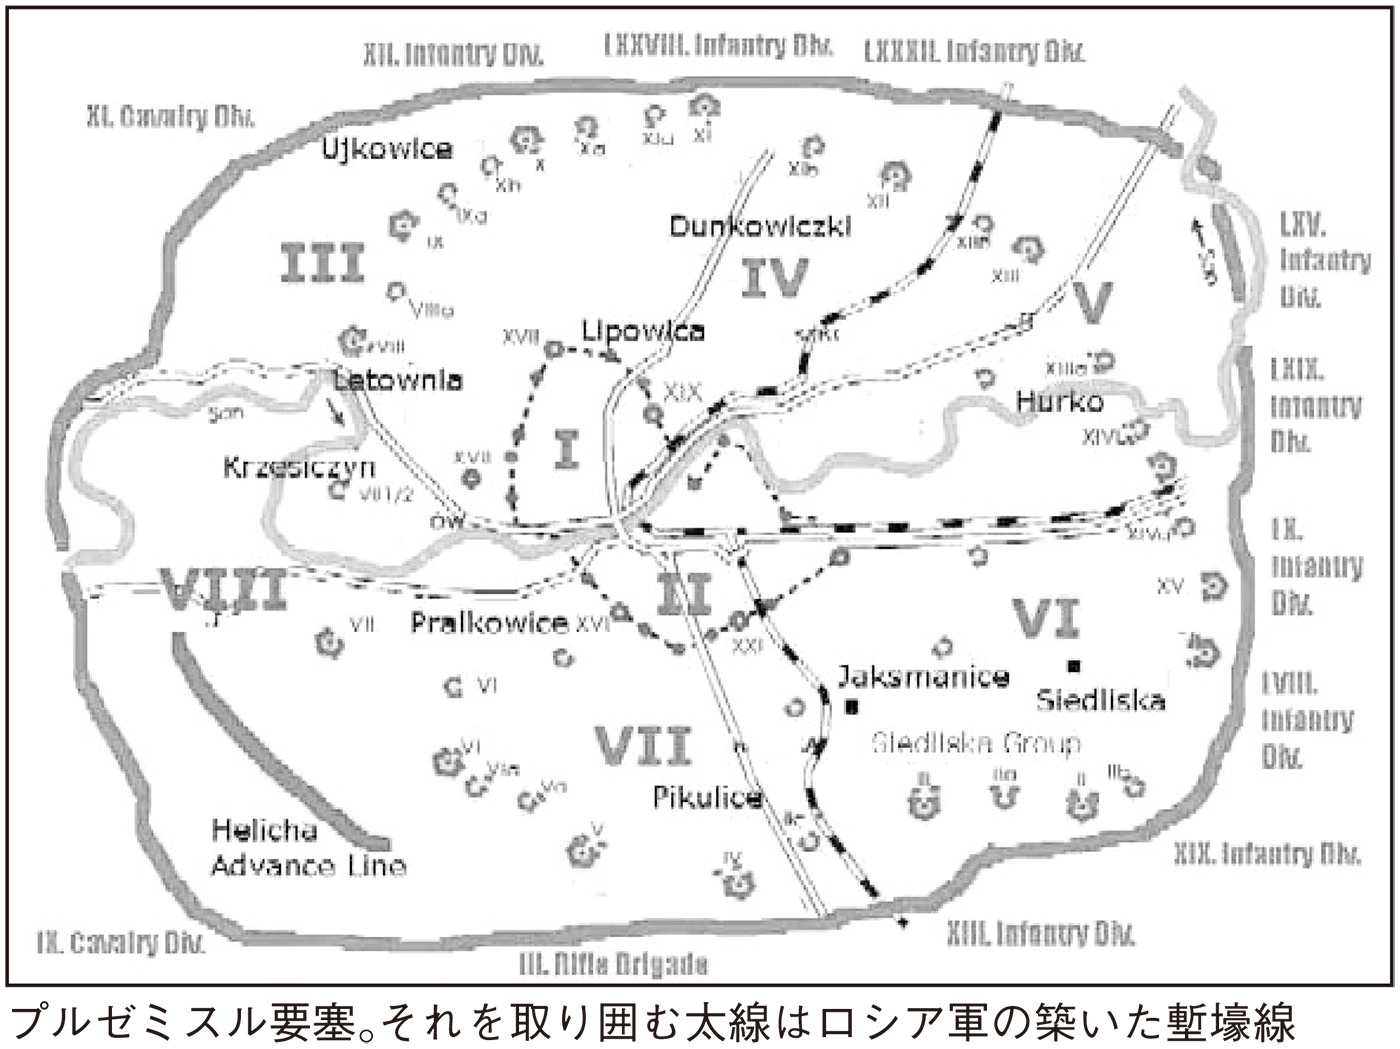 XII. Infantry Div.
LXXVIII. Infantry Div.
LXXXII. Infantry Div.
XI. Cavalry Div.
Ujkowice
X
Xa
XIa
XI
XIb
XII
Xb
IXa
IX
Dunkowiczki
XIIb
XIII
LXV.
Infantry
Div.
San
III
IV
V
VIIIa
XVIII
Lipowica
VIII
Letownia
XIX
XIIIa
Hurko
LXIX.
Infantry
Div.
San
I
XIVb
Krzesiczyn
VII1/2
XVII
OW
XIVa
IX.
Infantry
Div.
XV
VIII
II
VI
Pralkowice
XVI
XXI
VII
VI
Jaksmanice
Siedliska
LVIII.
Infantry
Div.
VII
Siedliska Group
VI
VIa
Va
Pikulice
IIa
II
IIb
V
IV
Helicha
Advance Line
XIX. Infantry Div.
IX. Cavalry Div.
XIII. Infantry Div.
III. Rifle Brigade
プルゼミスル要塞。それを取り囲む太線はロシア軍の築いた塹壕線